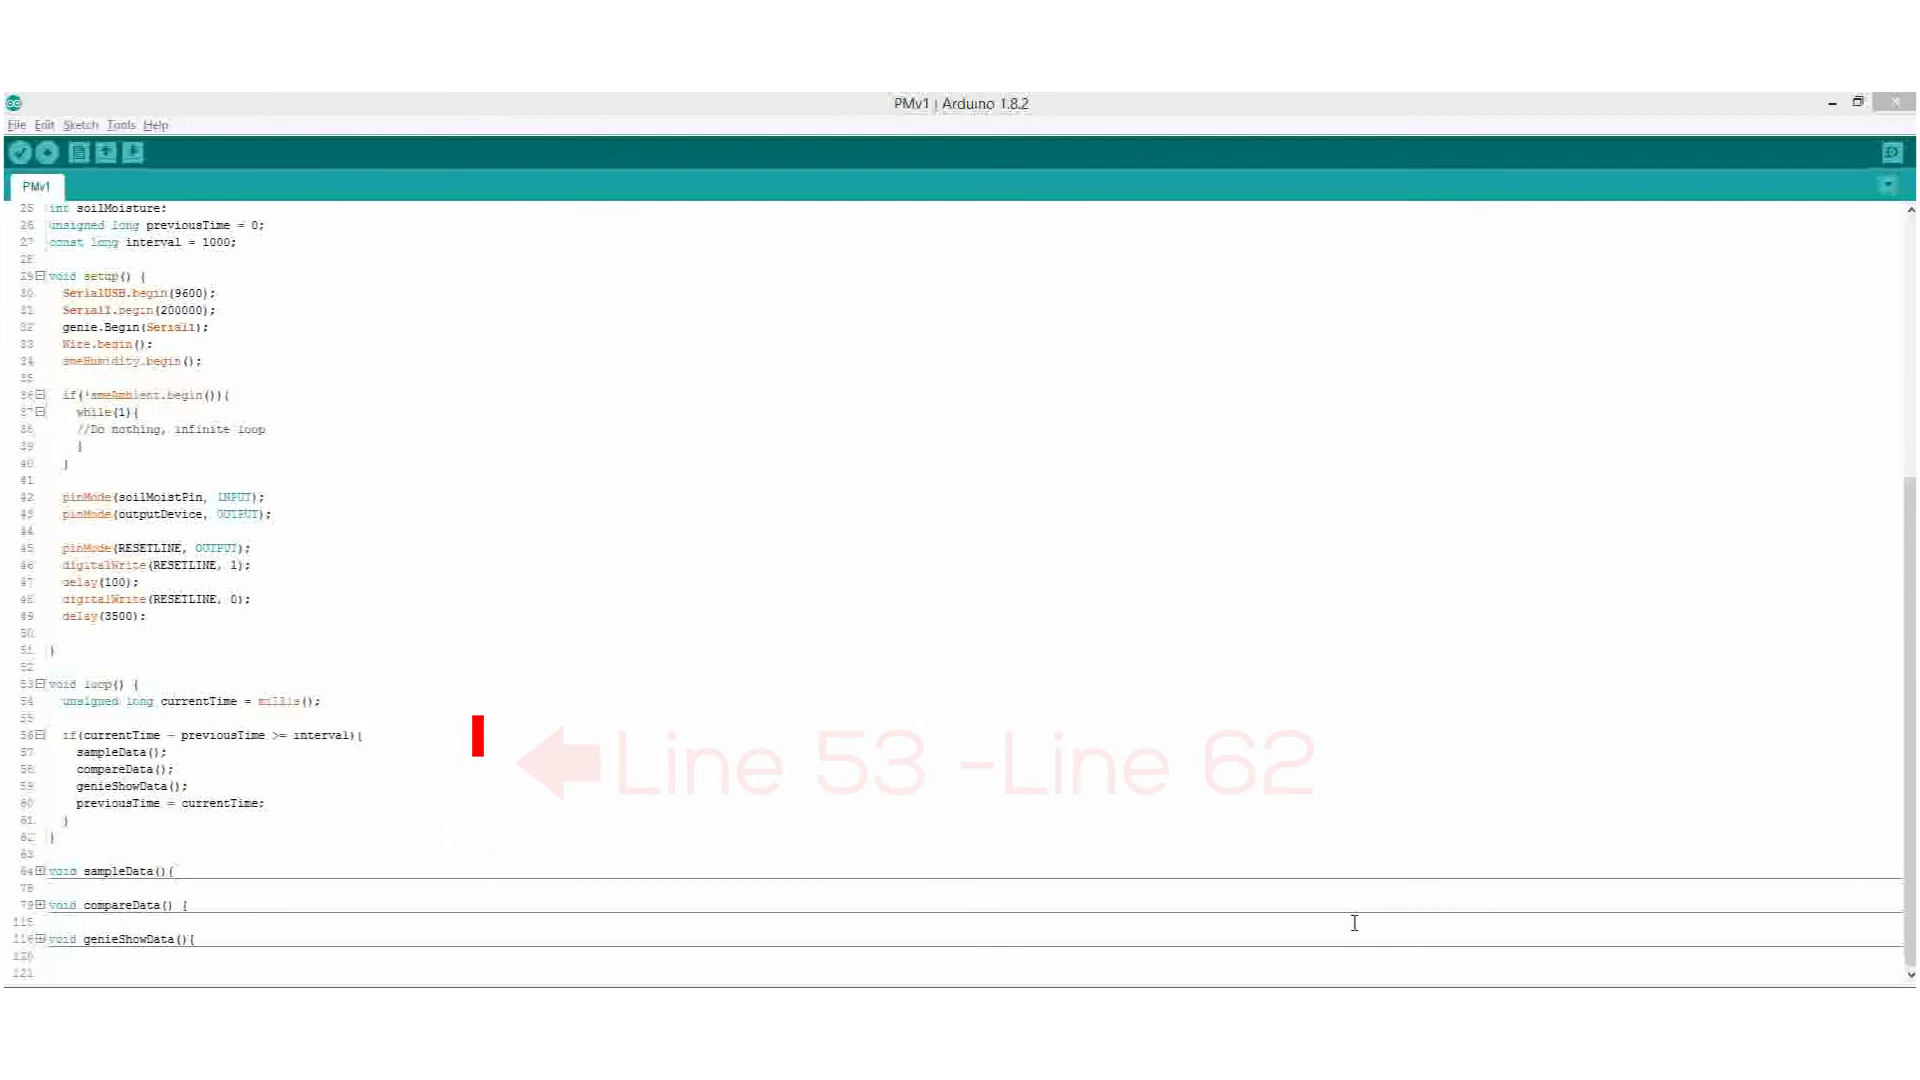 PMv1 | Arduino 1.8.2
File Edit Sketch Tools Help
PMv1
25 int soilMoisture;
26 unsigned long previousTime = 0;
27 const long interval = 1000;
28
29 void setup() {
30 SerialUSB.begin(9600);
31 Serial1.begin(200000);
32 genie.Begin(Serial1);
33 Wire.begin();
34 smeHumidity.begin();
35
36 if(!smeAmbient.begin()){
37 while(1){
38 //Do nothing, infinite loop
39 }
40 }
41
42 pinMode(soilMoistPin, INPUT);
43 pinMode(outputDevice, OUTPUT);
44
45 pinMode(RESETLINE, OUTPUT);
46 digitalWrite(RESETLINE, 1);
47 delay(100);
48 digitalWrite(RESETLINE, 0);
49 delay(3500);
50
51 }
52
53 void loop() {
54 unsigned long currentTime = millis();
55
56 if(currentTime - previousTime >= interval){
57 sampleData();
58 compareData();
59 genieShowData();
60 previousTime = currentTime;
61 }
62 }
63
64 void sampleData(){
78
79 void compareData() {
115
116 void genieShowData(){
120
121
Line 53 -Line 62